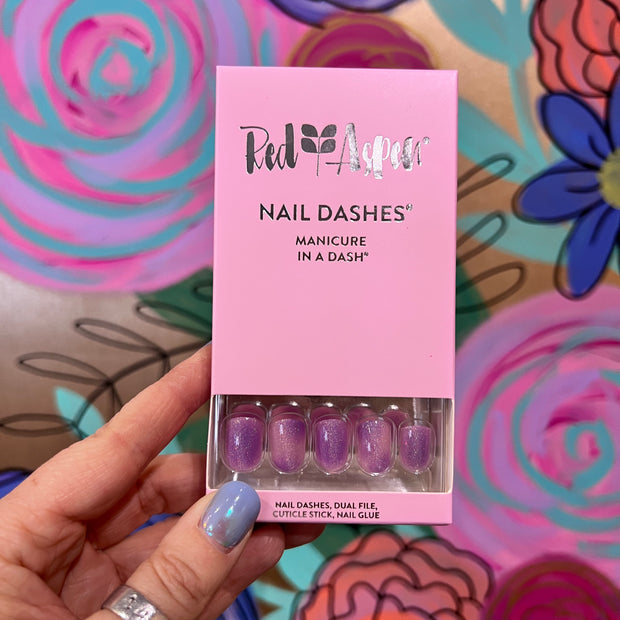 Red Aspen
NAIL DASHES®
MANICURE
IN A DASH®
NAIL DASHES, DUAL FILE,
CUTICLE STICK, NAIL GLUE